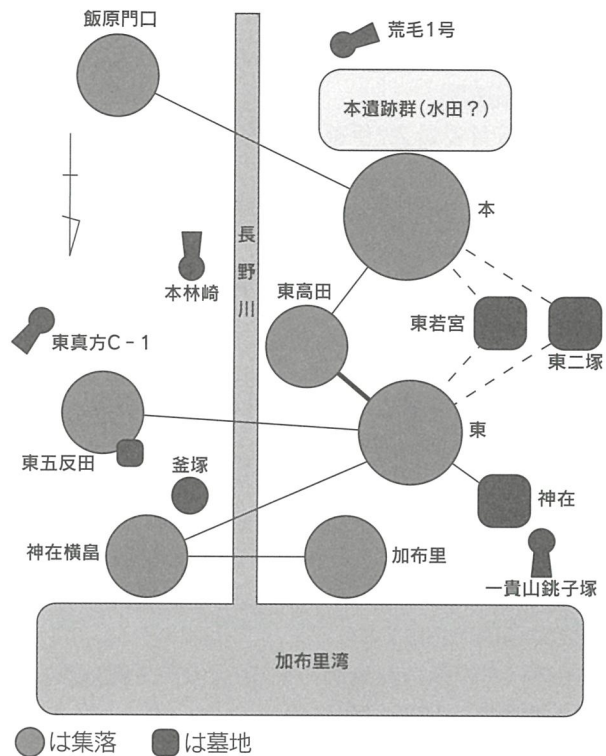 飯原門口
荒毛1号
本遺跡群(水田?)
本
長野川
本林崎
東高田
東若宮
東二塚
東真方C-1
東
東五反田
釜塚
神在
神在横畠
加布里
一貴山銚子塚
加布里湾
は集落 は墓地